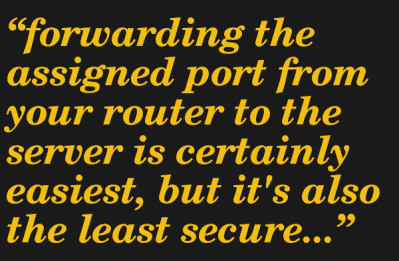 “forwarding the
assigned port from
your router to the
server is certainly
easiest, but it's also
the least secure...”